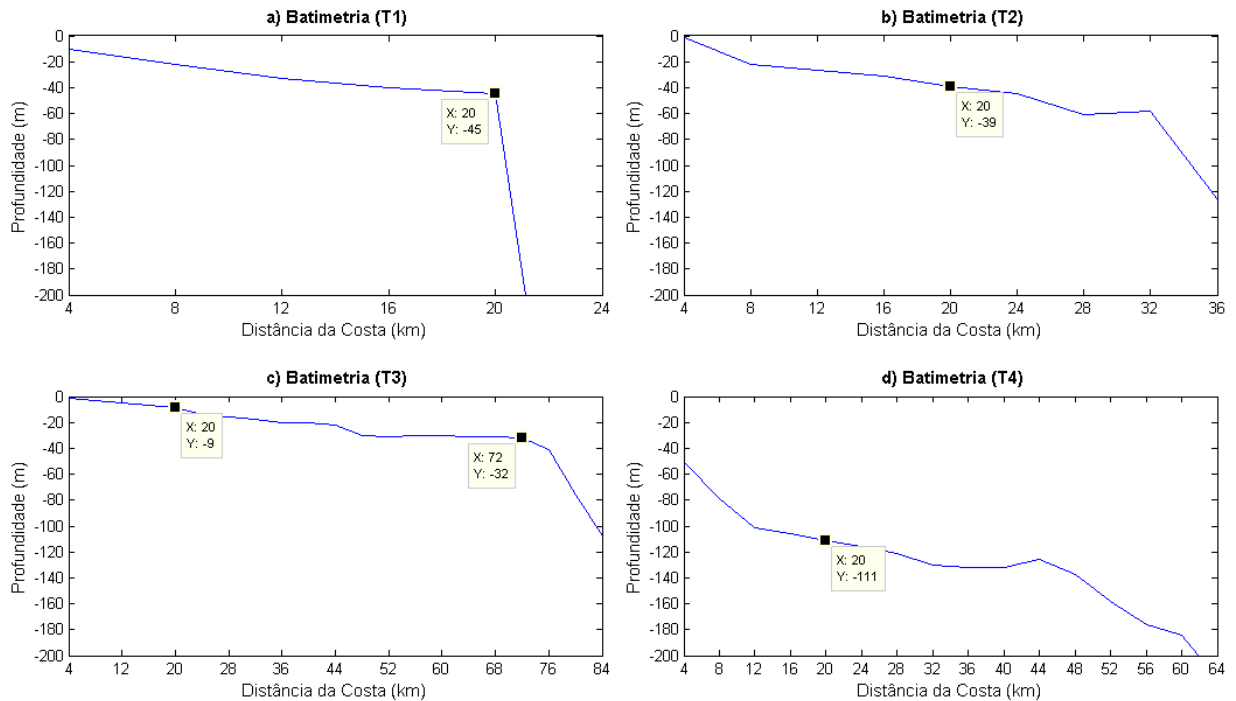 a) Batimetria (T1)
0
-20
-40
-60
-80
-100
-120
-140
-160
-180
-200
Profundidade (m)
X: 20
Y: -45
4 8 12 16 20 24
Distância da Costa (km)
b) Batimetria (T2)
0
-20
-40
-60
-80
-100
-120
-140
-160
-180
-200
Profundidade (m)
X: 20
Y: -39
4 8 12 16 20 24 28 32 36
Distância da Costa (km)
c) Batimetria (T3)
0
-20
-40
-60
-80
-100
-120
-140
-160
-180
-200
Profundidade (m)
X: 20
Y: -9
X: 72
Y: -32
4 12 20 28 36 44 52 60 68 76 84
Distância da Costa (km)
d) Batimetria (T4)
0
-20
-40
-60
-80
-100
-120
-140
-160
-180
-200
Profundidade (m)
X: 20
Y: -111
4 8 12 16 20 24 28 32 36 40 44 48 52 56 60 64
Distância da Costa (km)